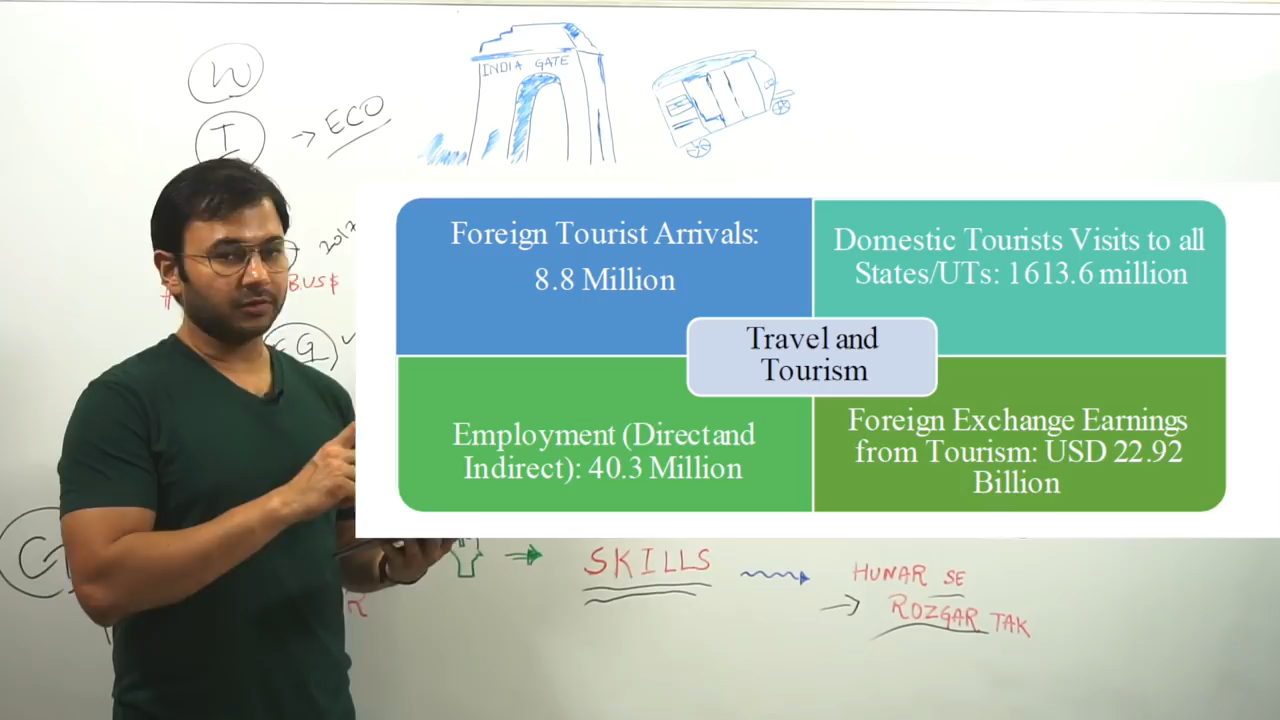 W
I → ECO
INDIA GATE
2017
B.US$
Foreign Tourist Arrivals:
8.8 Million
Domestic Tourists Visits to all
States/UTs: 1613.6 million
Travel and
Tourism
Employment (Direct and
Indirect): 40.3 Million
Foreign Exchange Earnings
from Tourism: USD 22.92
Billion
SKILLS
HUNAR SE
ROZGAR TAK